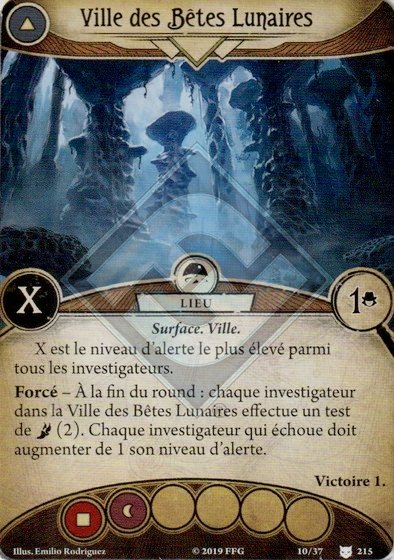 Ville des Bêtes Lunaires
X
LIEU
1
Surface. Ville.
X est le niveau d'alerte le plus élevé parmi
tous les investigateurs.
Forcé – À la fin du round : chaque investigateur
dans la Ville des Bêtes Lunaires effectue un test
de (2). Chaque investigateur qui échoue doit
augmenter de 1 son niveau d'alerte.
Victoire 1.
Illus. Emilio Rodriguez
© 2019 FFG
10/37
215